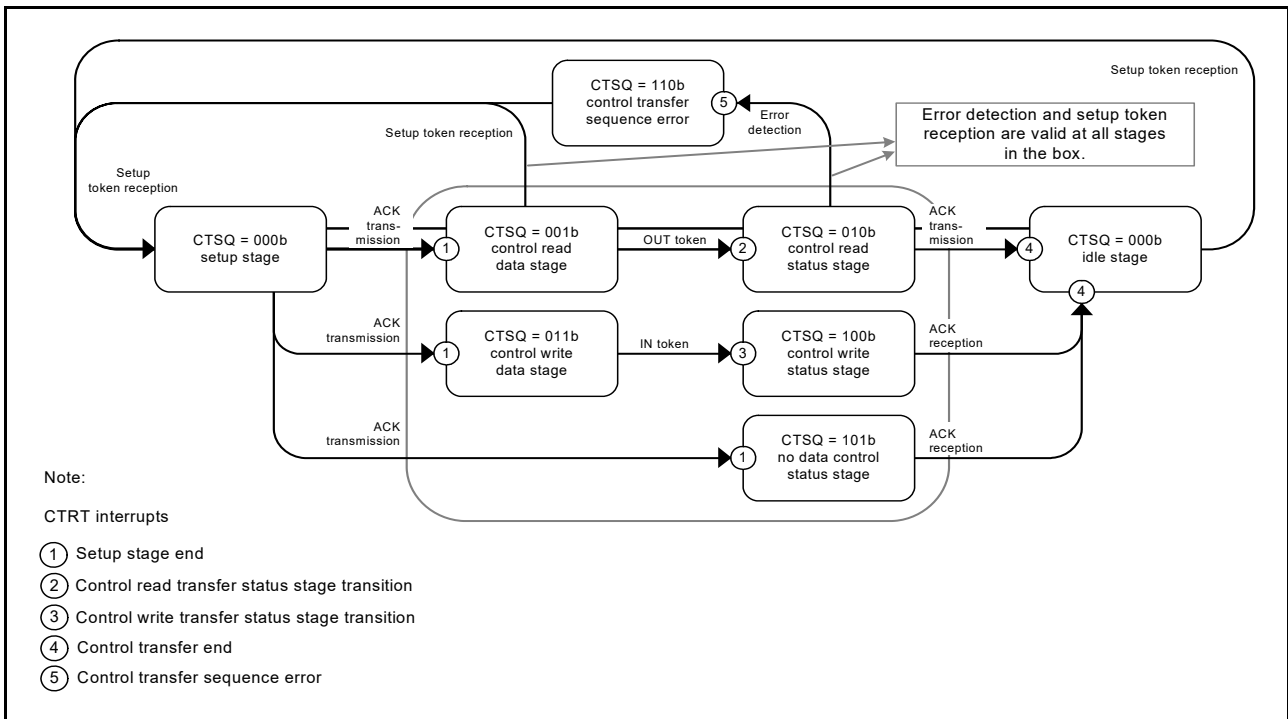 Setup token reception
CTSQ = 110b
control transfer
sequence error
5
Error
detection
Setup token reception
Error detection and setup token
reception are valid at all stages
in the box.
Setup
token reception
CTSQ = 000b
setup stage
ACK
trans-
mission
1
CTSQ = 001b
control read
data stage
OUT token
2
CTSQ = 010b
control read
status stage
ACK
trans-
mission
4
CTSQ = 000b
idle stage
4
ACK
transmission
1
CTSQ = 011b
control write
data stage
IN token
3
CTSQ = 100b
control write
status stage
ACK
reception
ACK
transmission
1
CTSQ = 101b
no data control
status stage
ACK
reception
Note:
CTRT interrupts
1 Setup stage end
2 Control read transfer status stage transition
3 Control write transfer status stage transition
4 Control transfer end
5 Control transfer sequence error